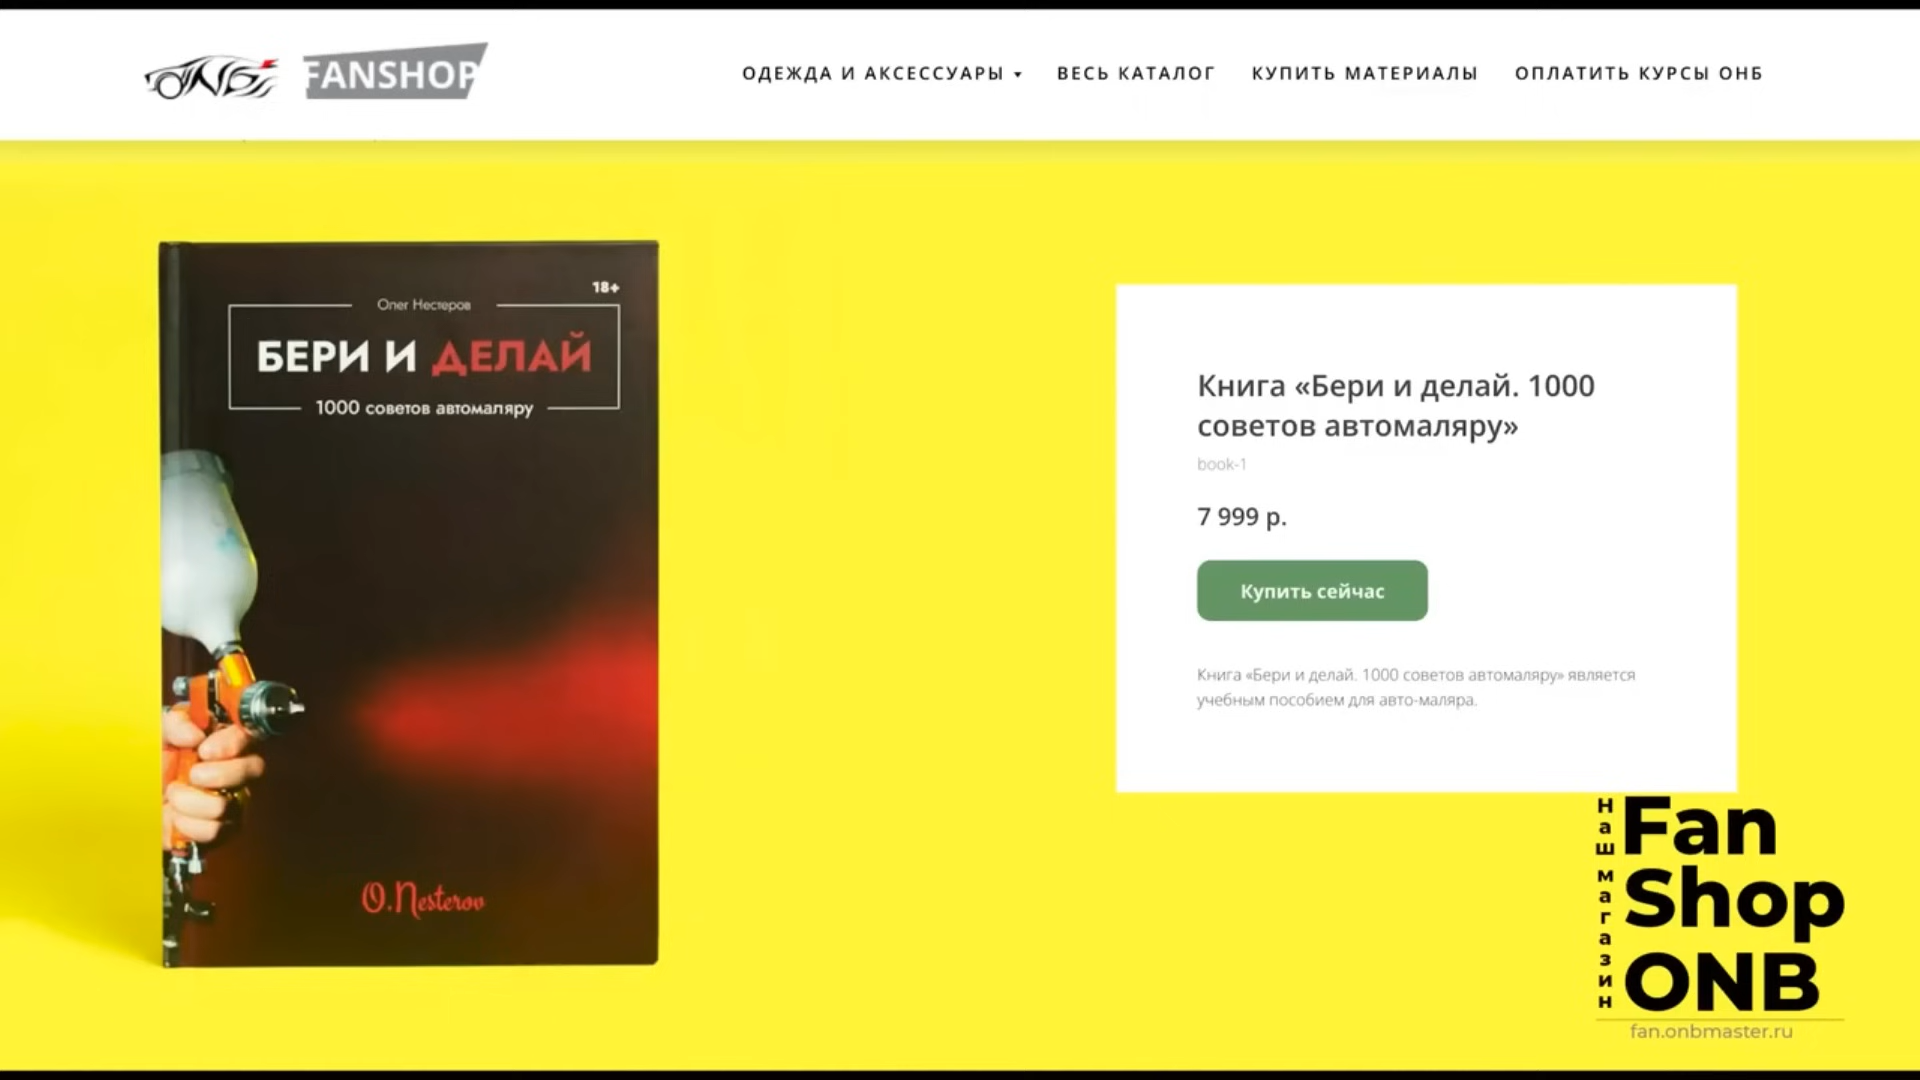 ONB
FANSHOP
ОДЕЖДА И АКСЕССУАРЫ
ВЕСЬ КАТАЛОГ
КУПИТЬ МАТЕРИАЛЫ
ОПЛАТИТЬ КУРСЫ ОНБ
18+
Олег Нестеров
БЕРИ И ДЕЛАЙ
1000 советов автомаляру
O.Nesterov
Книга «Бери и делай. 1000
советов автомаляру»
book-1
7 999 р.
Купить сейчас
Книга «Бери и делай. 1000 советов автомаляру» является
учебным пособием для авто-маляра.
наш магазин
Fan
Shop
ONB
fan.onbmaster.ru